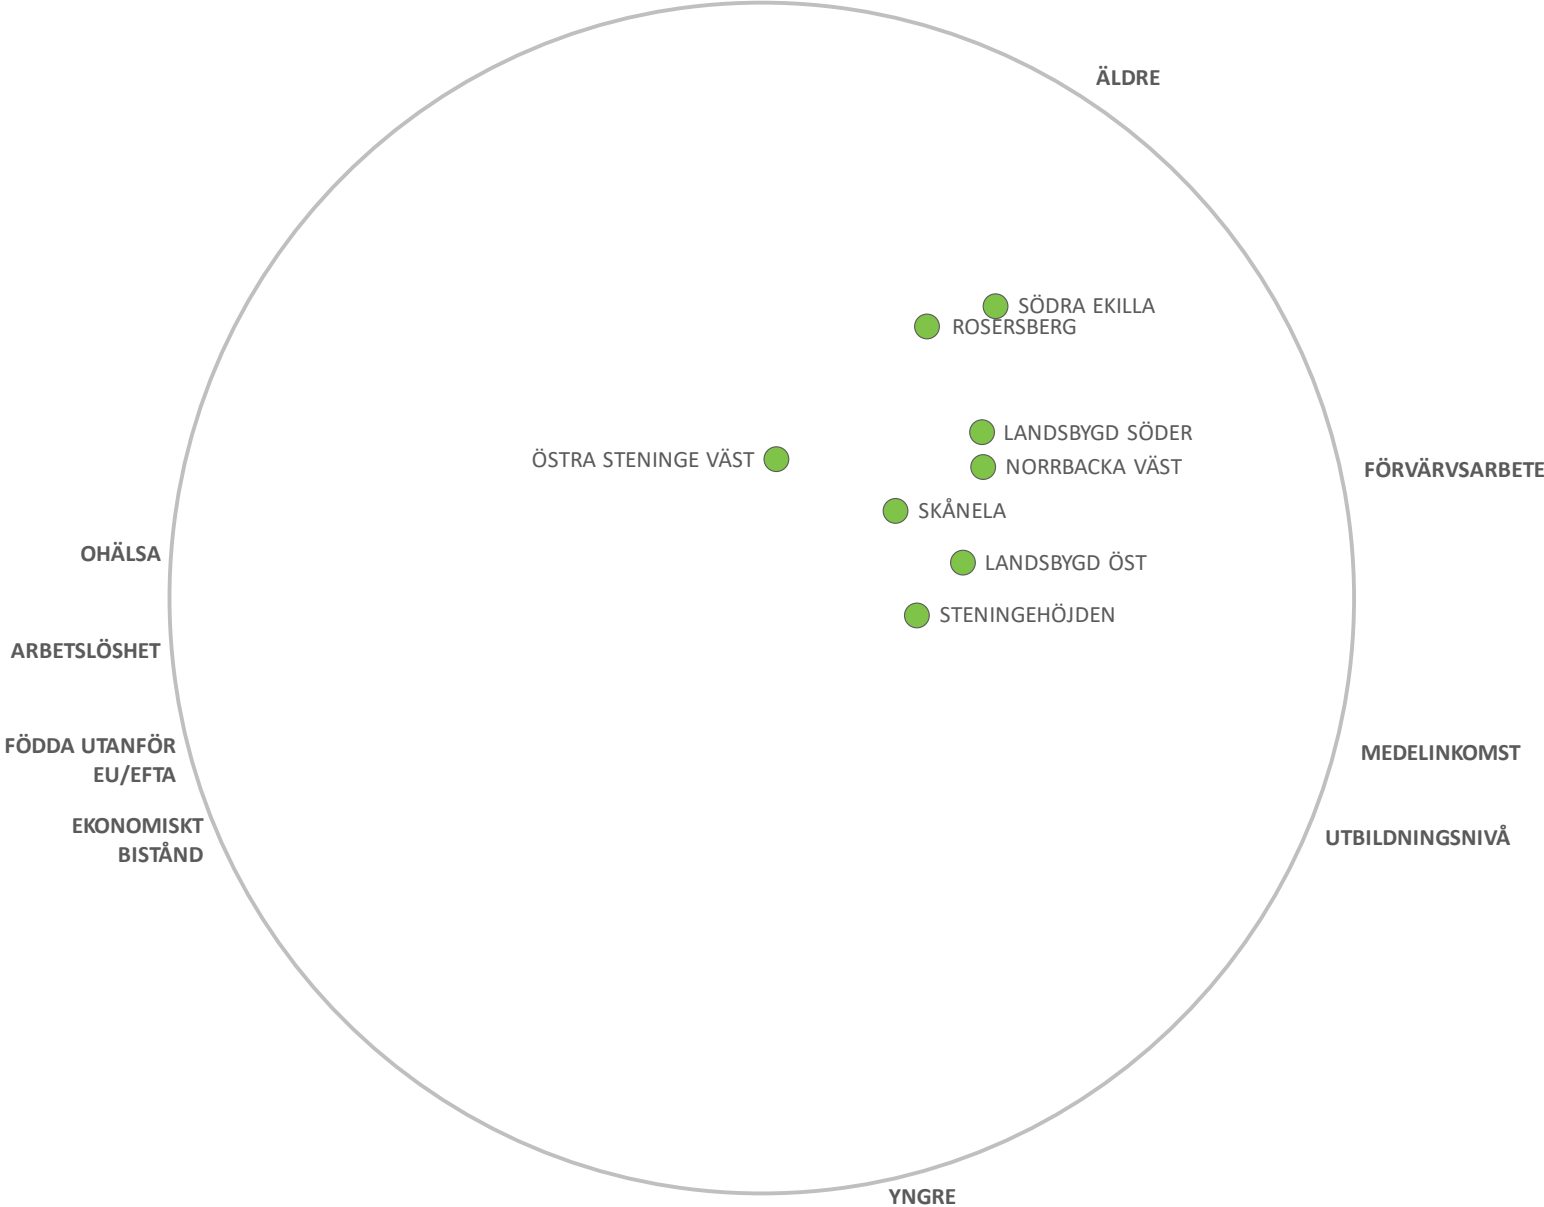 ÄLDRE
SÖDRA EKILLA
ROSERSBERG
LANDSBYGD SÖDER
ÖSTRA STENINGE VÄST
NORRBACKA VÄST
FÖRVÄRVSARBETE
SKÅNELA
OHÄLSA
LANDSBYGD ÖST
STENINGEHÖJDEN
ARBETSLÖSHET
FÖDDA UTANFÖR
EU/EFTA
MEDELINKOMST
EKONOMISKT
BISTÅND
UTBILDNINGSNIVÅ
YNGRE